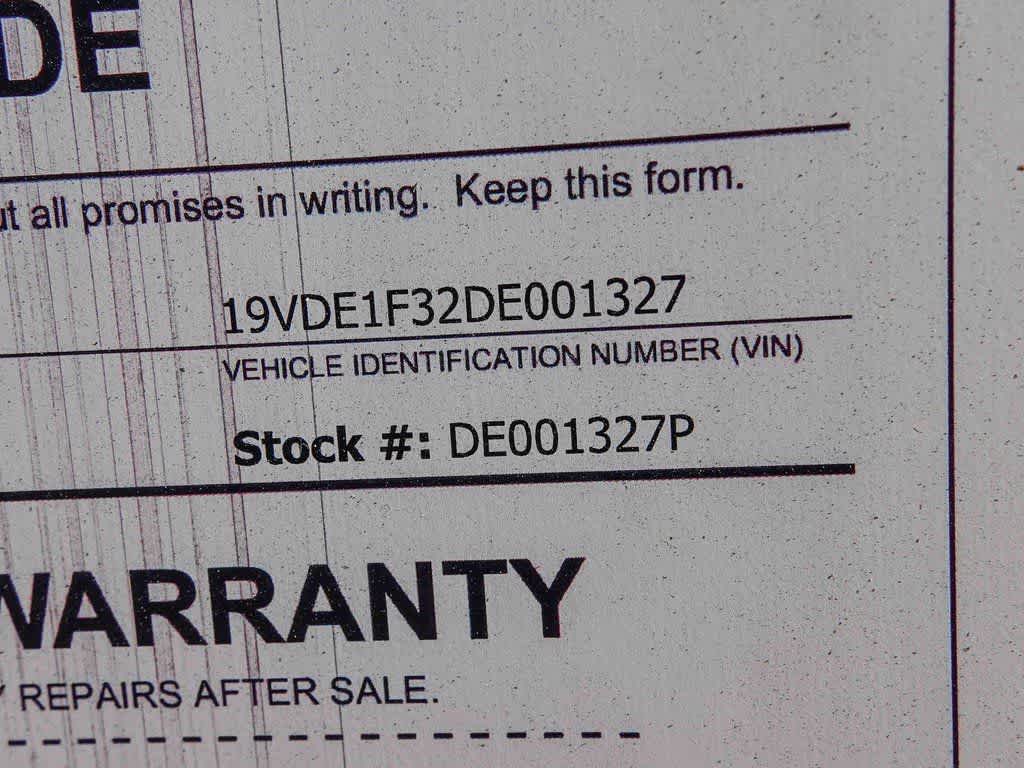 DE
all promises in writing. Keep this form.
19VDE1F32DE001327
VEHICLE IDENTIFICATION NUMBER (VIN)
Stock #: DE001327P
WARRANTY
REPAIRS AFTER SALE.